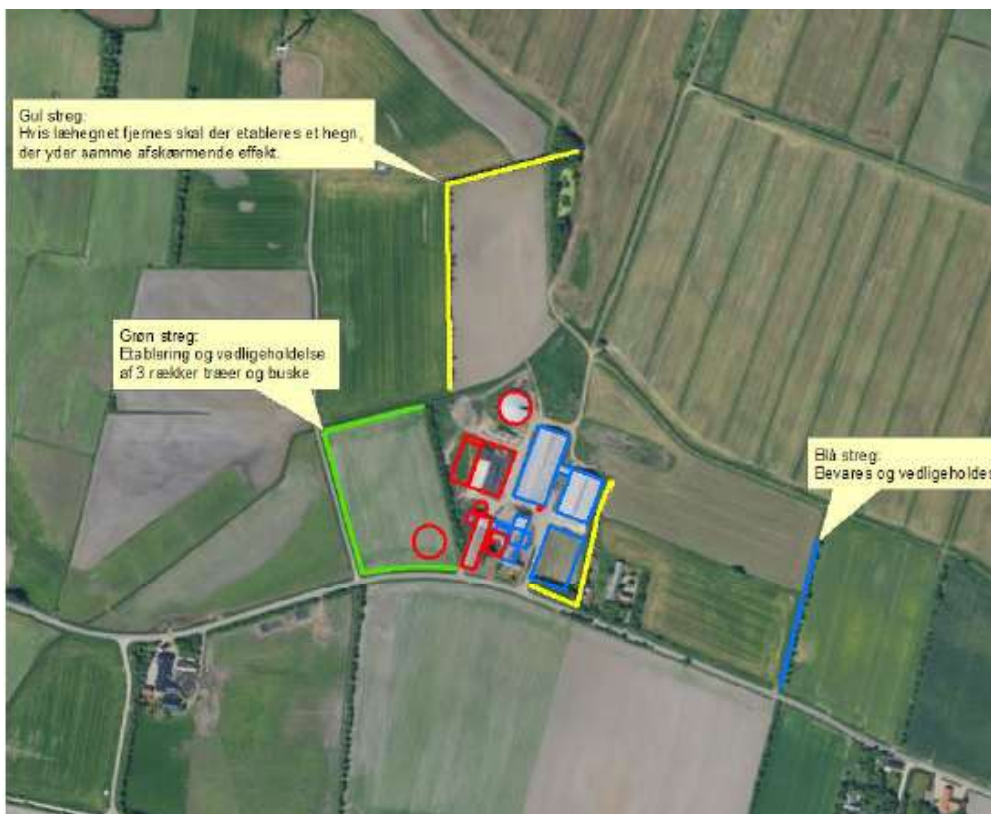 Gul streg:
Hvis læhegnet fjernes skal der etableres et hegn,
der yder samme afskærmende effekt.
Grøn streg:
Etablering og vedligeholdelse
af 3 rækker træer og buske
Blå streg:
Bevares og vedligeholdes